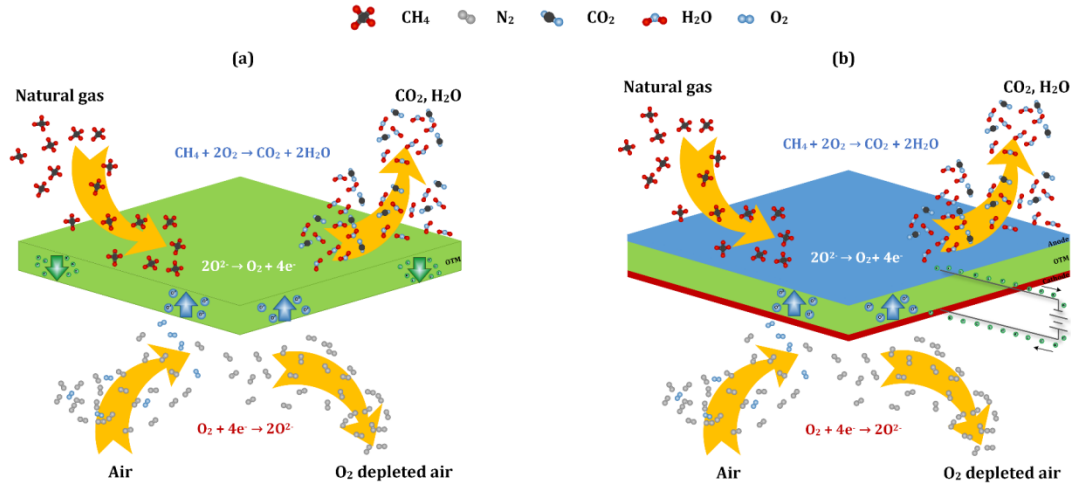 CH₄ N₂ CO₂ H₂O O₂
(a)
Natural gas
CO₂, H₂O
CH₄ + 2O₂ → CO₂ + 2H₂O
2O²⁻ → O₂ + 4e⁻
OTM
Air
O₂ + 4e⁻ → 2O²⁻
O₂ depleted air
(b)
Natural gas
CO₂, H₂O
CH₄ + 2O₂ → CO₂ + 2H₂O
2O²⁻ → O₂ + 4e⁻
Anode
OTM
Air
O₂ + 4e⁻ → 2O²⁻
O₂ depleted air